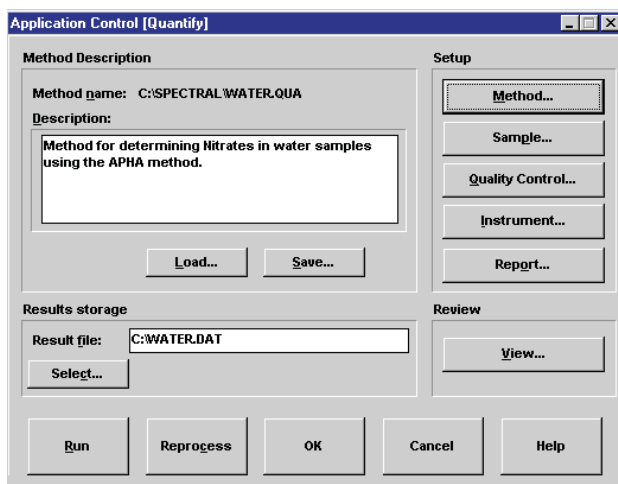 Application Control [Quantify]
Method Description
Method name: C:\SPECTRAL\WATER.QUA
Description:
Method for determining Nitrates in water samples
using the APHA method.
Load...
Save...
Setup
Method...
Sample...
Quality Control...
Instrument...
Report...
Results storage
Result file: C:\WATER.DAT
Select...
Review
View...
Run
Reprocess
OK
Cancel
Help